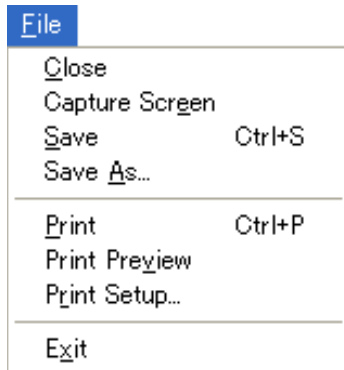 File
Close
Capture Screen
Save Ctrl+S
Save As...
Print Ctrl+P
Print Preview
Print Setup...
Exit